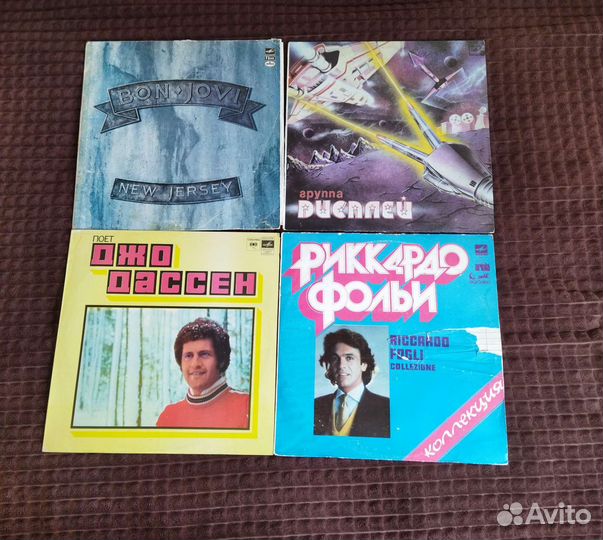 BON·JOVI
NEW JERSEY
группа
ДИСПЛЕЙ
ПОЕТ
ДЖО
ДАССЕН
РИККАРДО
ФОЛЬИ
RICCARDO
FOGLI
COLLEZIONE
КОЛЛЕКЦИЯ
Avito